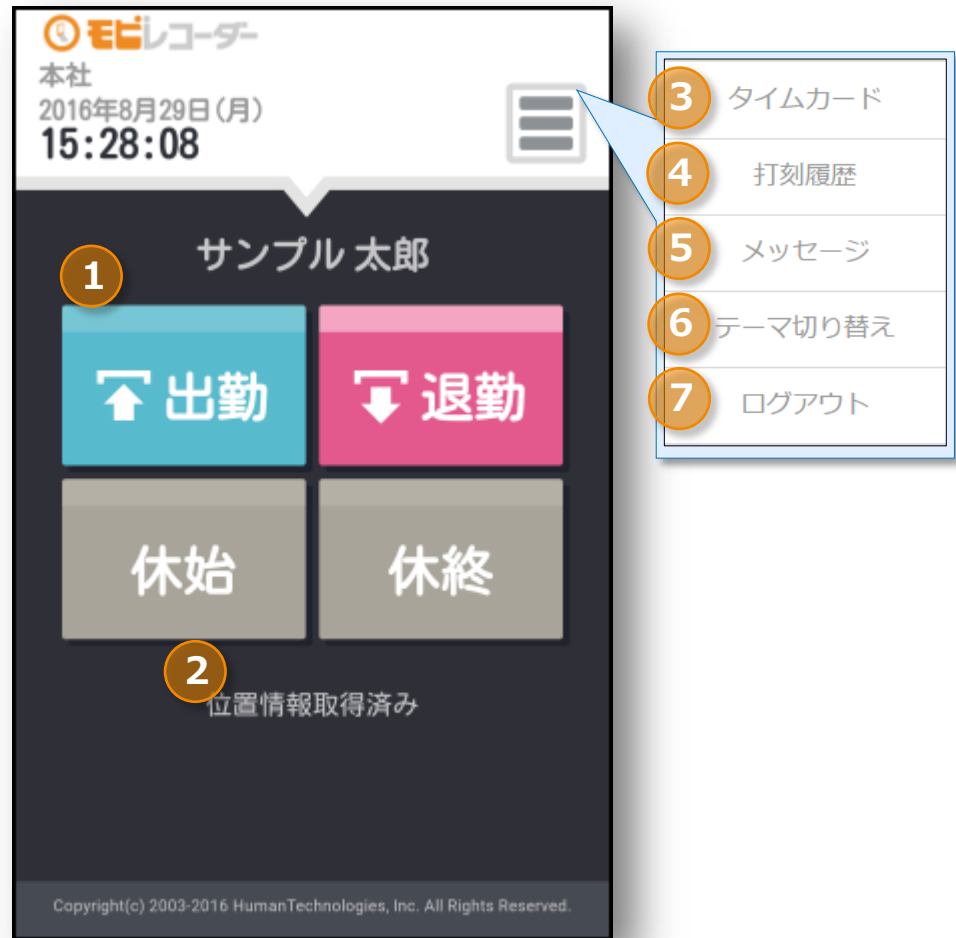 モビレコーダー
本社
2016年8月29日(月)
15:28:08
サンプル 太郎
1
出勤
退勤
休始
休終
2
位置情報取得済み
Copyright(c) 2003-2016 HumanTechnologies, Inc. All Rights Reserved.
3 タイムカード
4 打刻履歴
5 メッセージ
6 テーマ切り替え
7 ログアウト